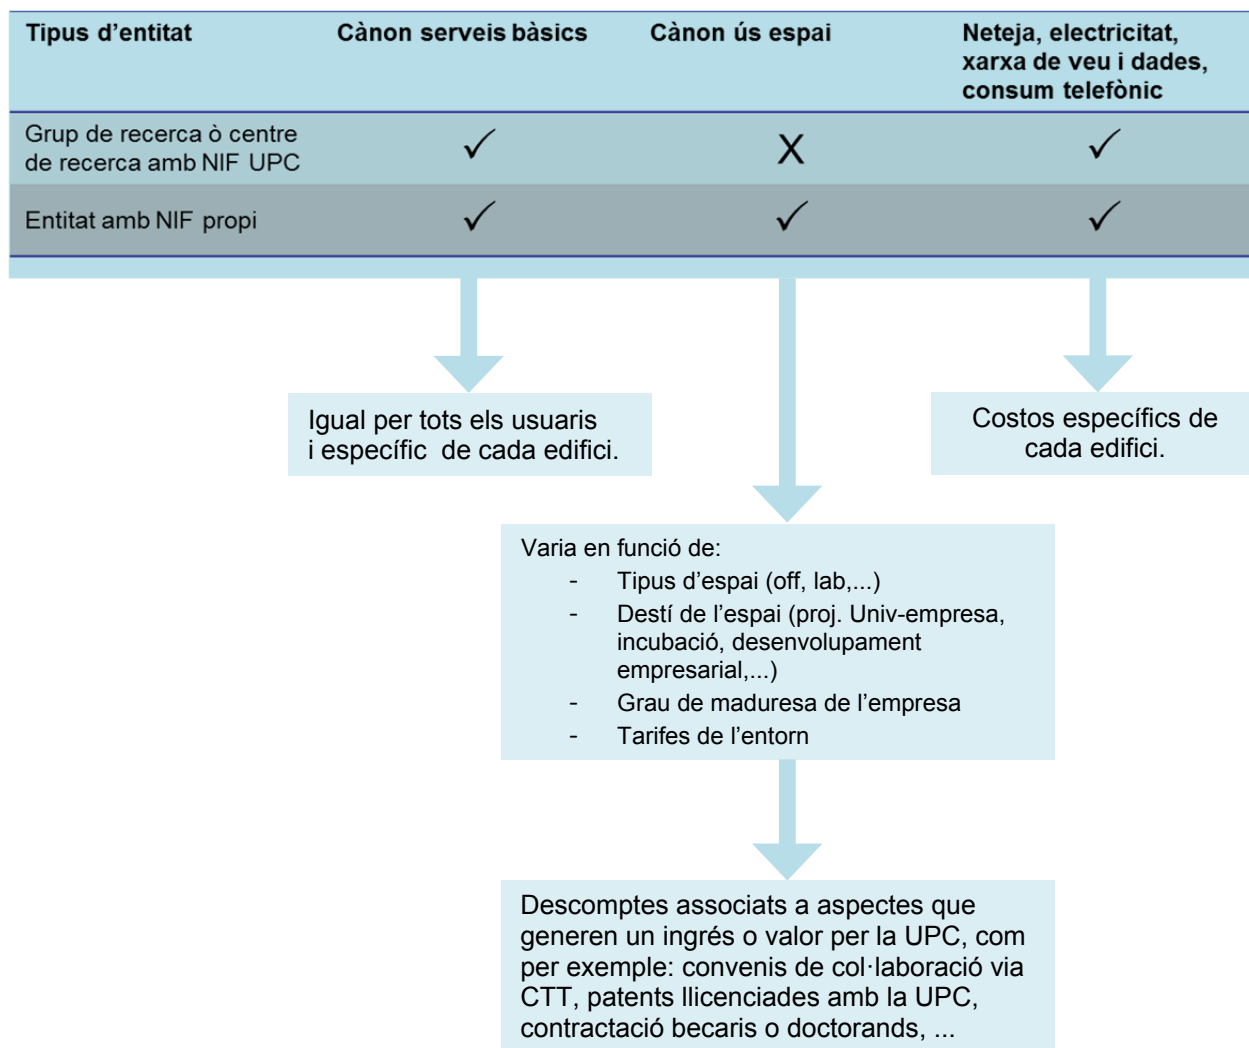 Tipus d’entitat
Cànon serveis bàsics
Cànon ús espai
Neteja, electricitat,
xarxa de veu i dades,
consum telefònic
Grup de recerca ò centre
de recerca amb NIF UPC
✓
X
✓
Entitat amb NIF propi
✓
✓
✓
Igual per tots els usuaris
i específic de cada edifici.
Costos específics de
cada edifici.
Varia en funció de:
- Tipus d’espai (off, lab,...)
- Destí de l’espai (proj. Univ-empresa,
incubació, desenvolupament
empresarial,...)
- Grau de maduresa de l’empresa
- Tarifes de l’entorn
Descomptes associats a aspectes que
generen un ingrés o valor per la UPC, com
per exemple: convenis de col·laboració via
CTT, patents llicenciades amb la UPC,
contractació becaris o doctorands, ...